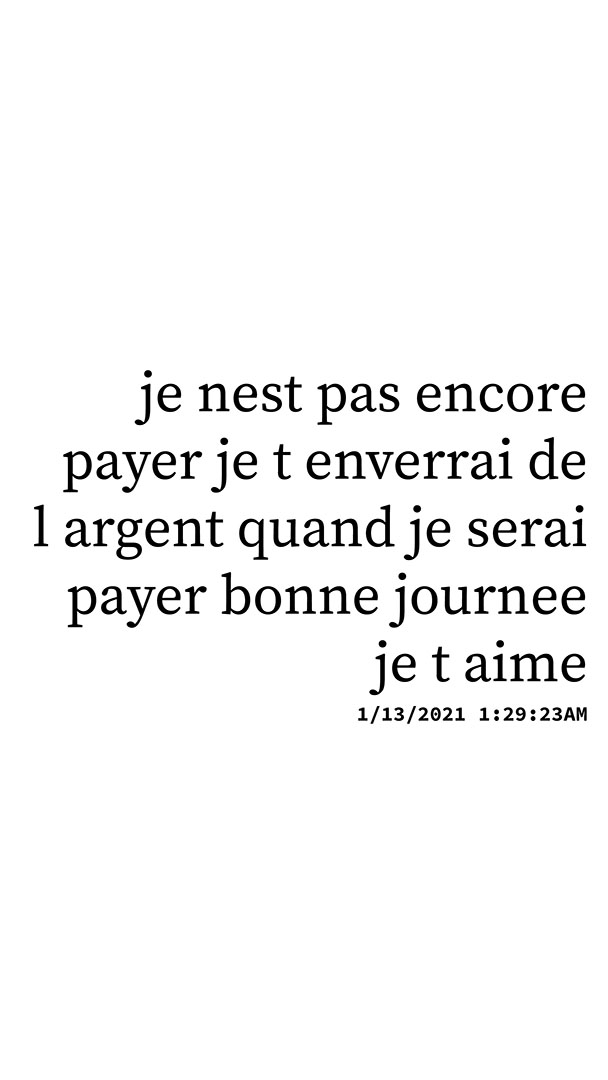 je nest pas encore
payer je t enverrai de
l argent quand je serai
payer bonne journee
je t aime
1/13/2021 1:29:23AM